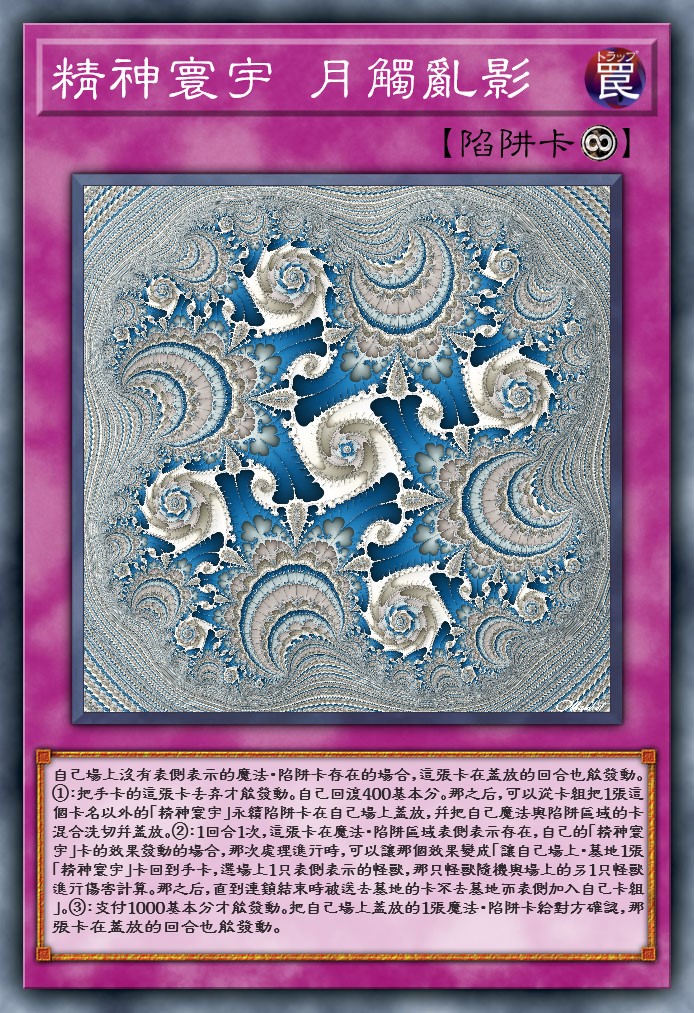 精神寰宇 月觸亂影
トラップ
罠
【陷阱卡】
自己場上沒有表側表示的魔法・陷阱卡存在的場合,這張卡在蓋放的回合也能發動。
①:把手卡的這張卡丟弃才能發動。自己回渡400基本分。那之后,可以從卡組把1張這
個卡名以外的「精神寰宇」永續陷阱卡在自己場上蓋放,并把自己魔法與陷阱區域的卡
混合洗切并蓋放。②:1回合1次,這張卡在魔法・陷阱區域表側表示存在,自己的「精神寰
宇」卡的效果發動的場合,那次處理進行時,可以讓那個效果變成「讓自己場上・墓地1張
「精神寰宇」卡回到手卡,選場上1只表側表示的怪獸,那只怪獸隨機與場上的另1只怪獸
進行傷害計算。那之后,直到連鎖結束時被送去墓地的卡不去墓地而表側加入自己卡組
」。③:支付1000基本分才能發動。把自己場上蓋放的1張魔法・陷阱卡給對方確認,那
張卡在蓋放的回合也能發動。